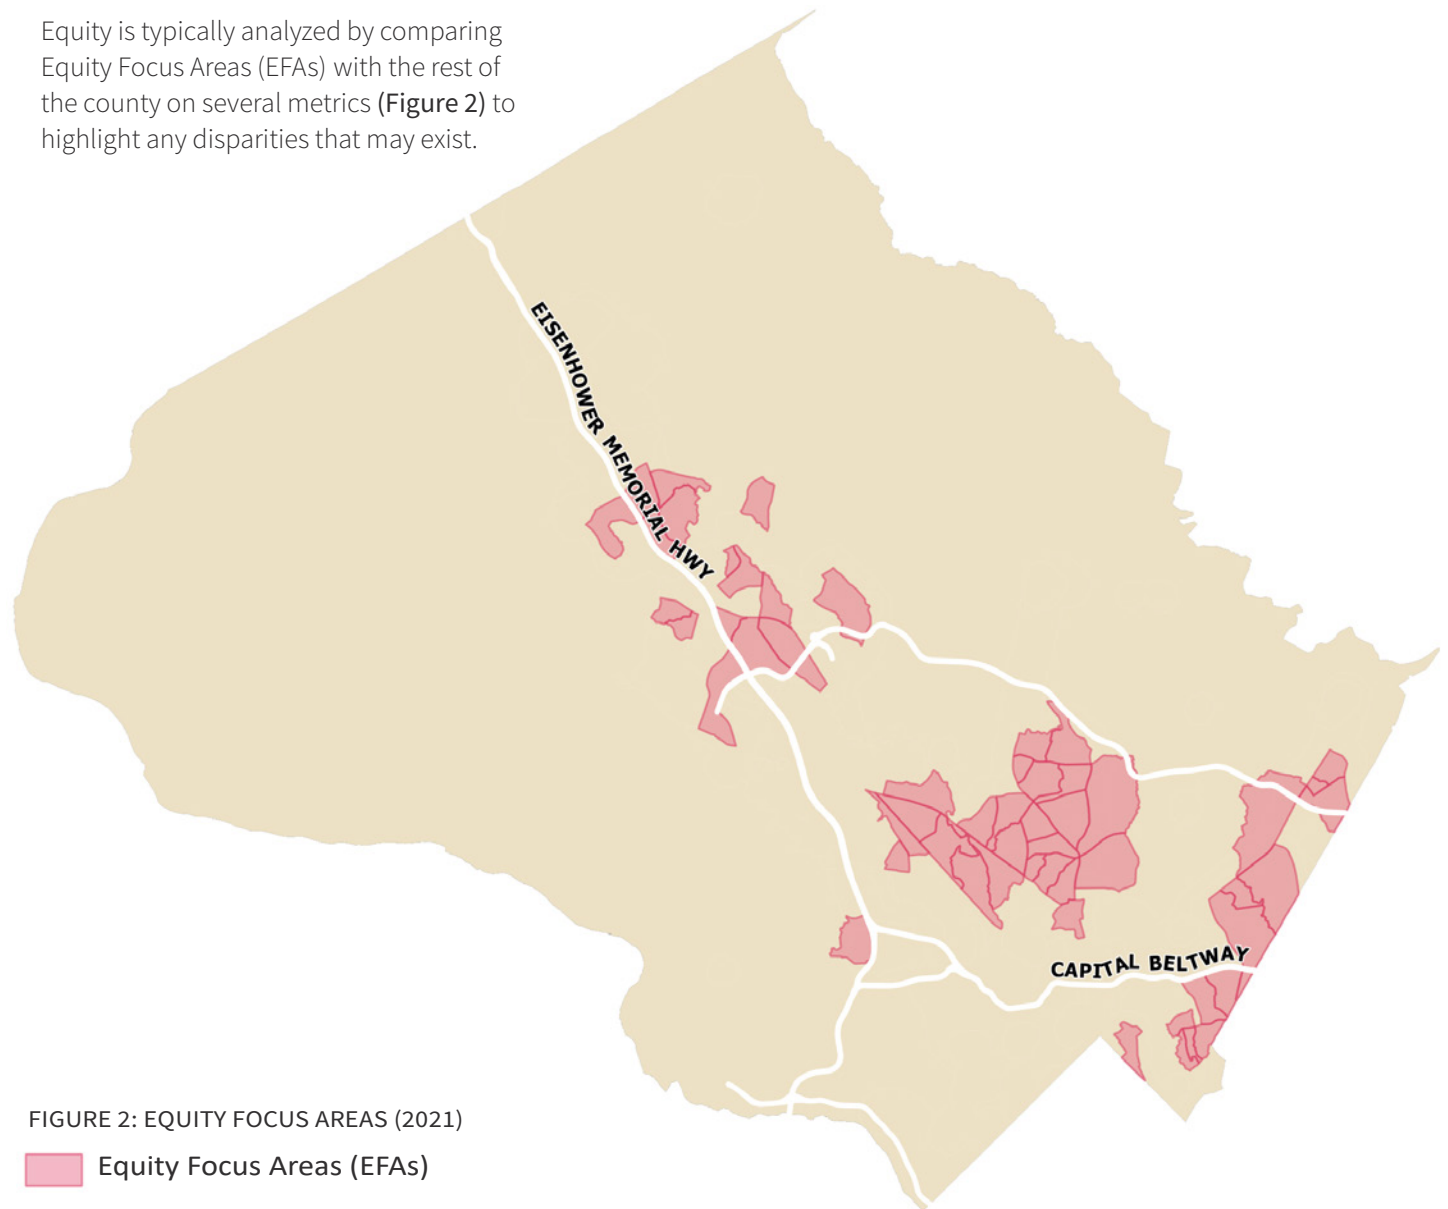 Equity is typically analyzed by comparing
Equity Focus Areas (EFAs) with the rest of
the county on several metrics (Figure 2) to
highlight any disparities that may exist.
EISENHOWER MEMORIAL HWY
CAPITAL BELTWAY
FIGURE 2: EQUITY FOCUS AREAS (2021)
Equity Focus Areas (EFAs)